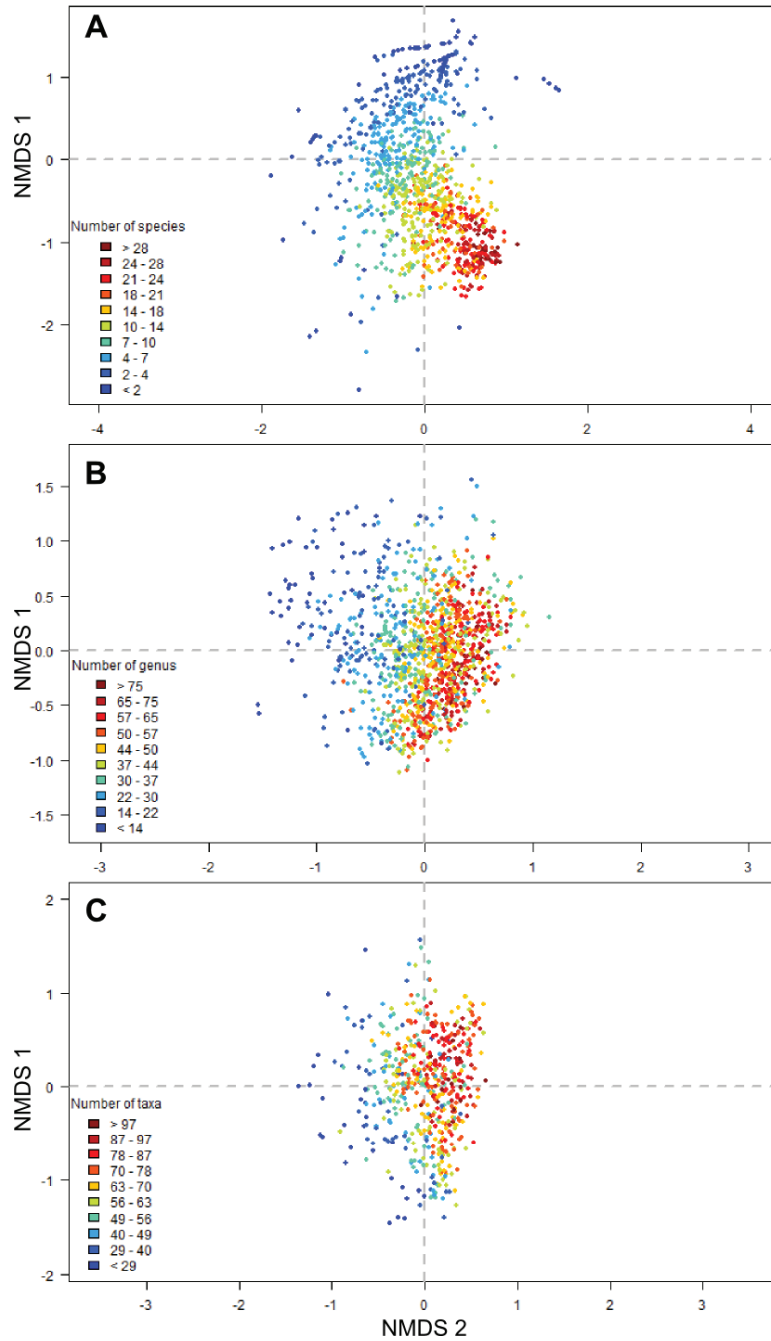 A
NMDS 1
1
0
-1
-2
Number of species
> 28
24 - 28
21 - 24
18 - 21
14 - 18
10 - 14
7 - 10
4 - 7
2 - 4
< 2
-4 -2 0 2 4
B
NMDS 1
1.5
1.0
0.5
0.0
-0.5
-1.0
-1.5
Number of genus
> 75
65 - 75
57 - 65
50 - 57
44 - 50
37 - 44
30 - 37
22 - 30
14 - 22
< 14
-3 -2 -1 0 1 2 3
C
NMDS 1
2
1
0
-1
-2
Number of taxa
> 97
87 - 97
78 - 87
70 - 78
63 - 70
56 - 63
49 - 56
40 - 49
29 - 40
< 29
-3 -2 -1 0 1 2 3
NMDS 2